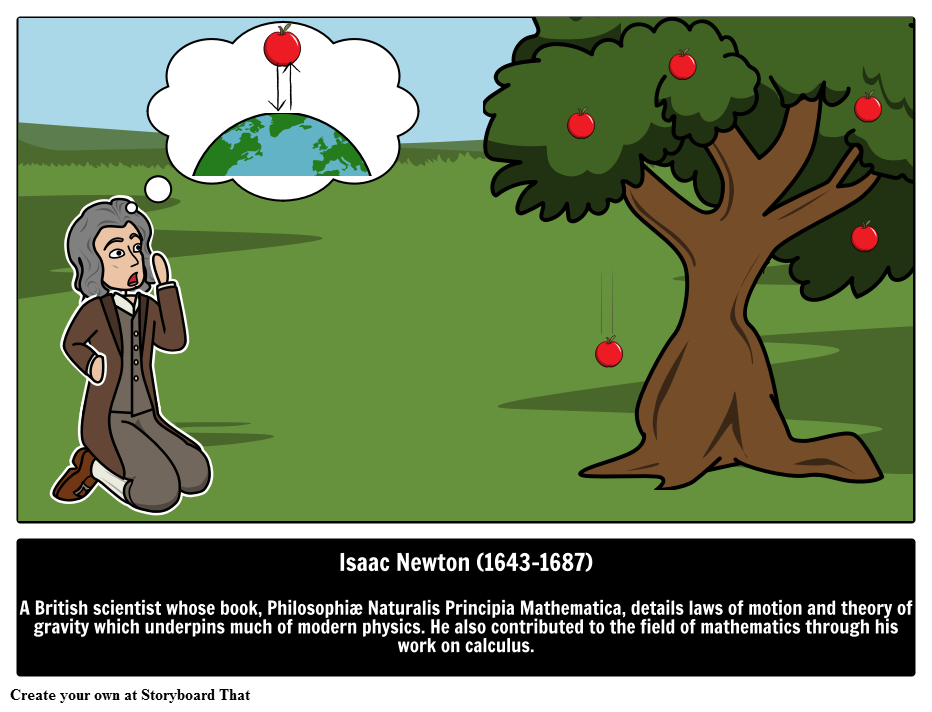 Isaac Newton (1643-1687)
A British scientist whose book, Philosophiæ Naturalis Principia Mathematica, details laws of motion and theory of
gravity which underpins much of modern physics. He also contributed to the field of mathematics through his
work on calculus.
Create your own at Storyboard That